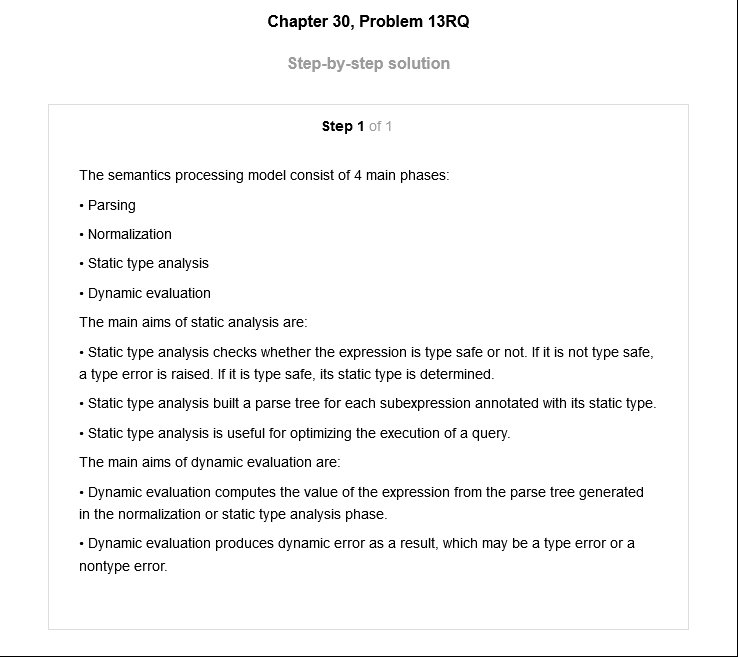 Chapter 30, Problem 13RQ
Step-by-step solution
Step 1 of 1
The semantics processing model consist of 4 main phases:
• Parsing
• Normalization
• Static type analysis
• Dynamic evaluation
The main aims of static analysis are:
• Static type analysis checks whether the expression is type safe or not. If it is not type safe,
a type error is raised. If it is type safe, its static type is determined.
• Static type analysis built a parse tree for each subexpression annotated with its static type.
• Static type analysis is useful for optimizing the execution of a query.
The main aims of dynamic evaluation are:
• Dynamic evaluation computes the value of the expression from the parse tree generated
in the normalization or static type analysis phase.
• Dynamic evaluation produces dynamic error as a result, which may be a type error or a
nontype error.